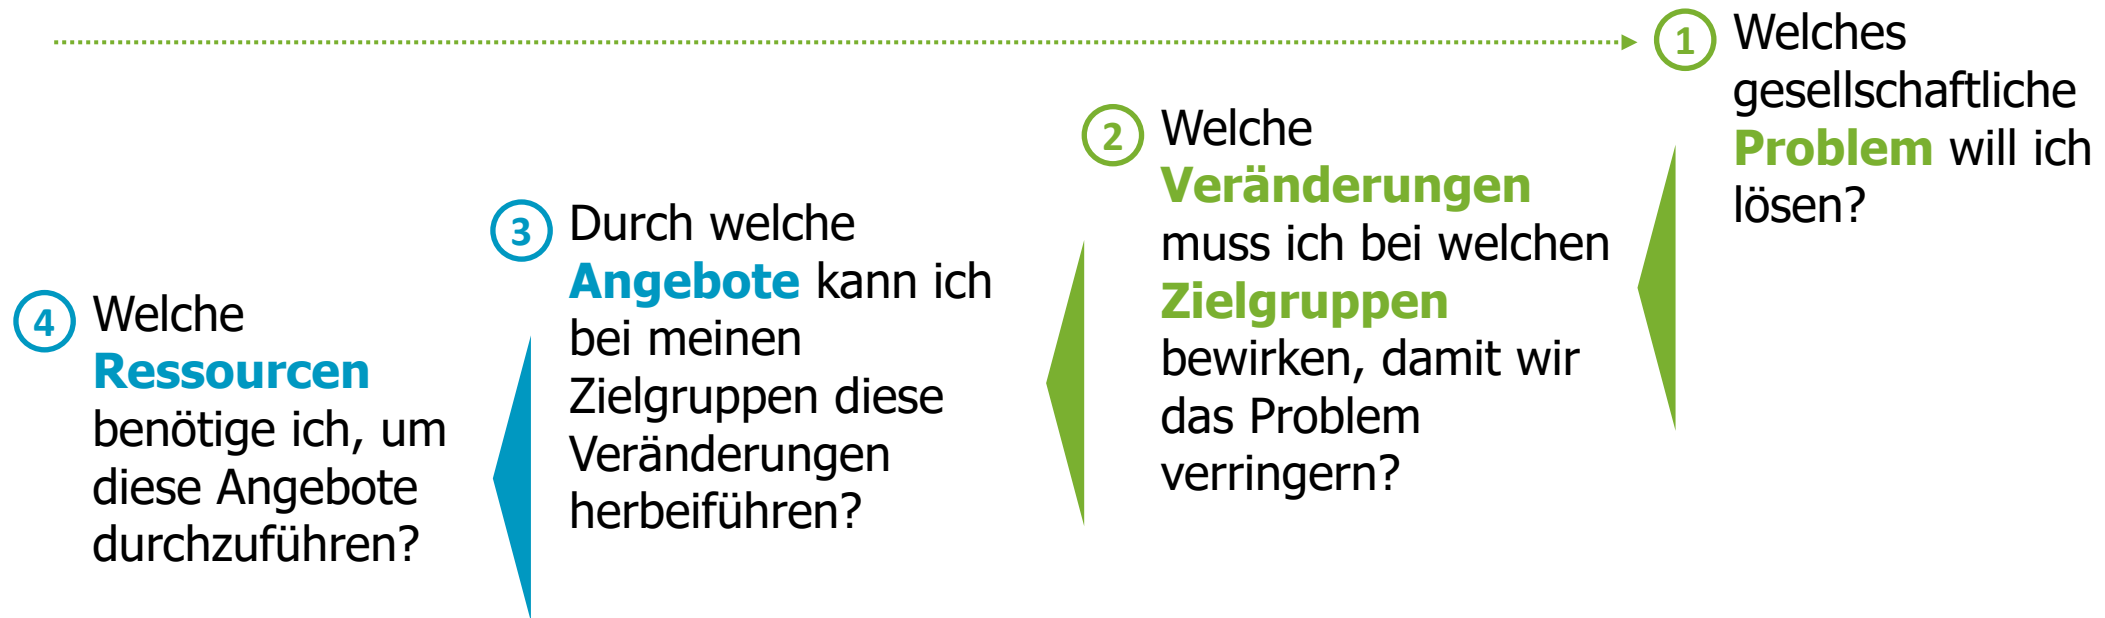 1
Welches
gesellschaftliche
Problem will ich
lösen?
2
Welche
Veränderungen
muss ich bei welchen
Zielgruppen
bewirken, damit wir
das Problem
verringern?
3
Durch welche
Angebote kann ich
bei meinen
Zielgruppen diese
Veränderungen
herbeiführen?
4
Welche
Ressourcen
benötige ich, um
diese Angebote
durchzuführen?